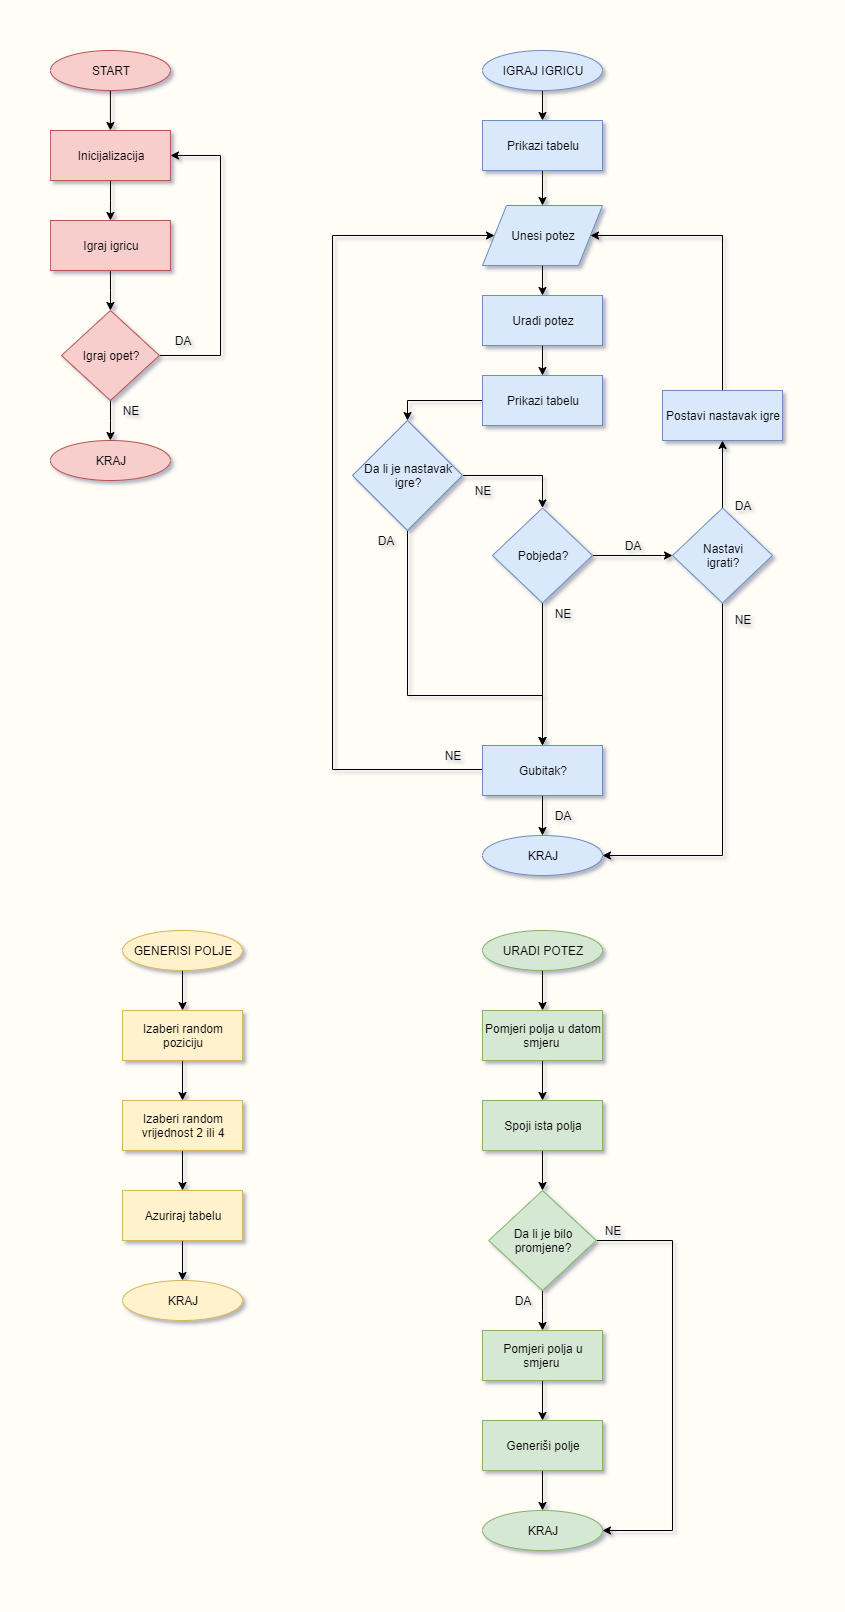 START
Inicijalizacija
Igraj igricu
Igraj opet?
DA
NE
KRAJ
IGRAJ IGRICU
Prikazi tabelu
Unesi potez
Uradi potez
Prikazi tabelu
Postavi nastavak igre
Da li je nastavak
igre?
NE
DA
Pobjeda?
DA
NE
Nastavi
igrati?
DA
NE
Gubitak?
NE
DA
KRAJ
GENERISI POLJE
Izaberi random
poziciju
Izaberi random
vrijednost 2 ili 4
Azuriraj tabelu
KRAJ
URADI POTEZ
Pomjeri polja u datom
smjeru
Spoji ista polja
Da li je bilo
promjene?
NE
DA
Pomjeri polja u
smjeru
Generiši polje
KRAJ